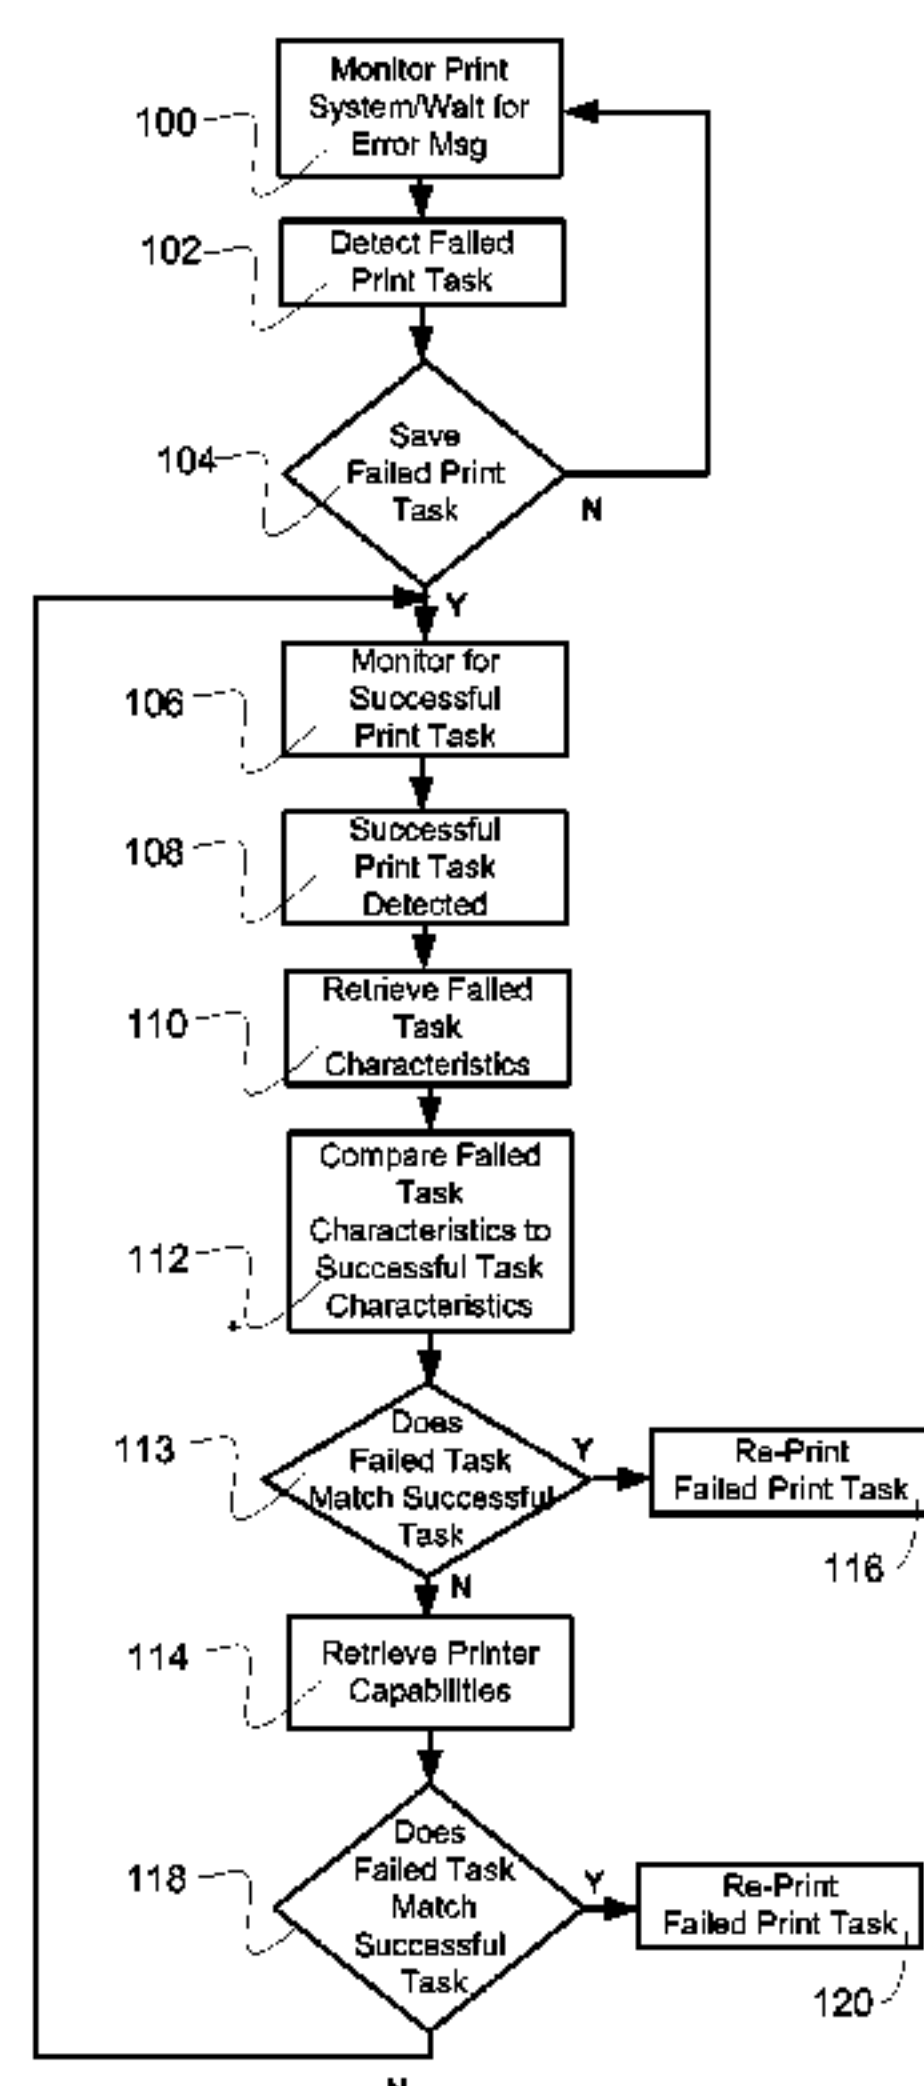 Monitor Print
System/Wait for
Error Msg
100
Detect Failed
Print Task
102
Save
Failed Print
Task
104
N
Y
Monitor for
Successful
Print Task
106
Successful
Print Task
Detected
108
Retrieve Failed
Task
Characteristics
110
Compare Failed
Task
Characteristics to
Successful Task
Characteristics
112
Does
Failed Task
Match Successful
Task
113
Y
Re-Print
Failed Print Task
116
N
Retrieve Printer
Capabilities
114
Does
Failed Task
Match
Successful
Task
118
Y
Re-Print
Failed Print Task
120
N